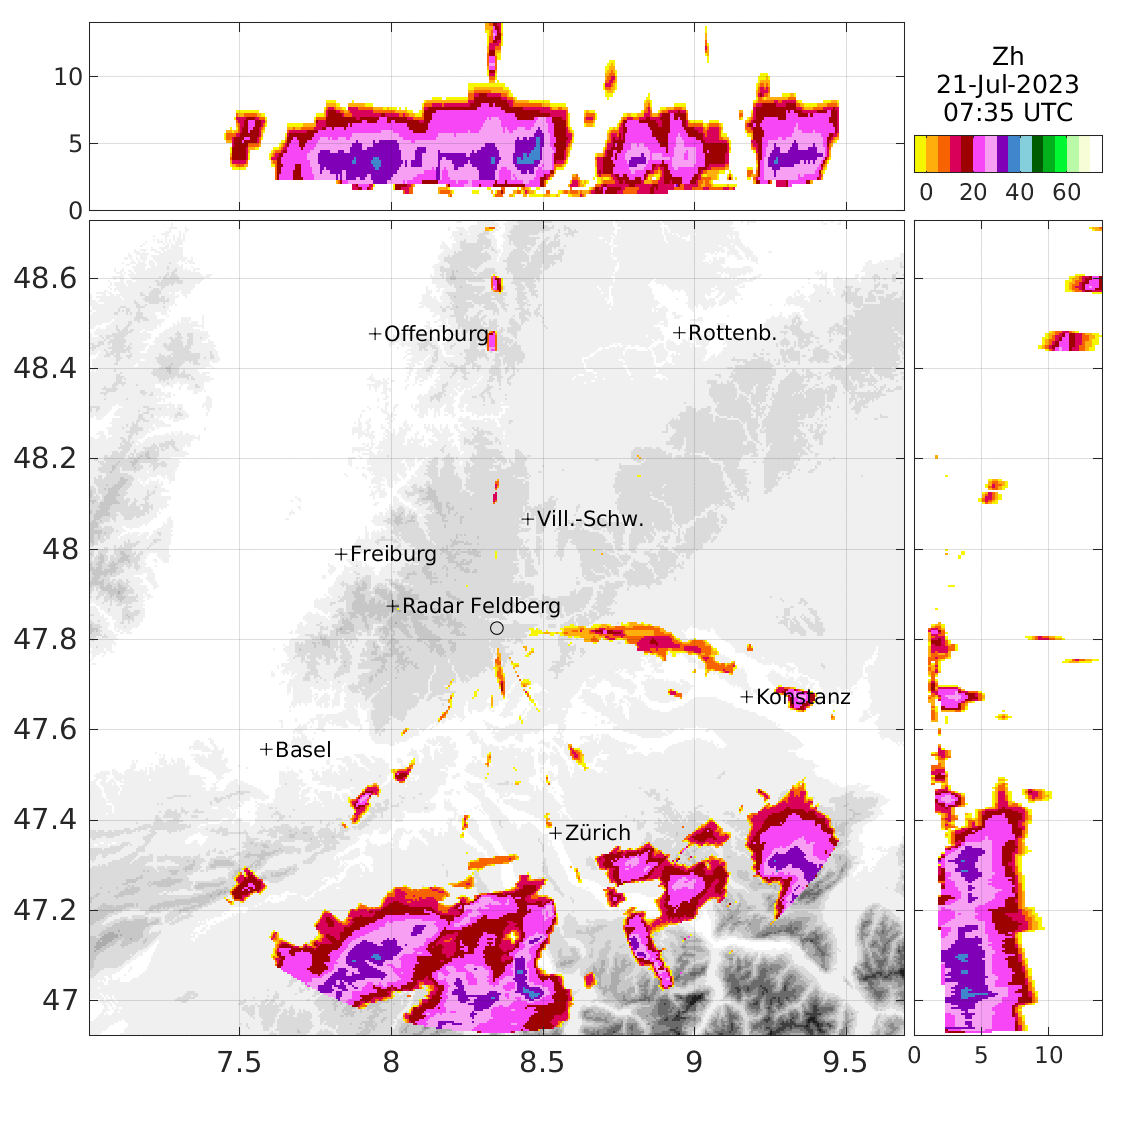 10
5
0
Zh
21-Jul-2023
07:35 UTC
0 20 40 60
48.6
48.4
48.2
48
47.8
47.6
47.4
47.2
47
+Offenburg
+Rottenb.
+Vill.-Schw.
+Freiburg
+Radar Feldberg
+Konstanz
+Basel
+Zürich
7.5 8 8.5 9 9.5
0 5 10